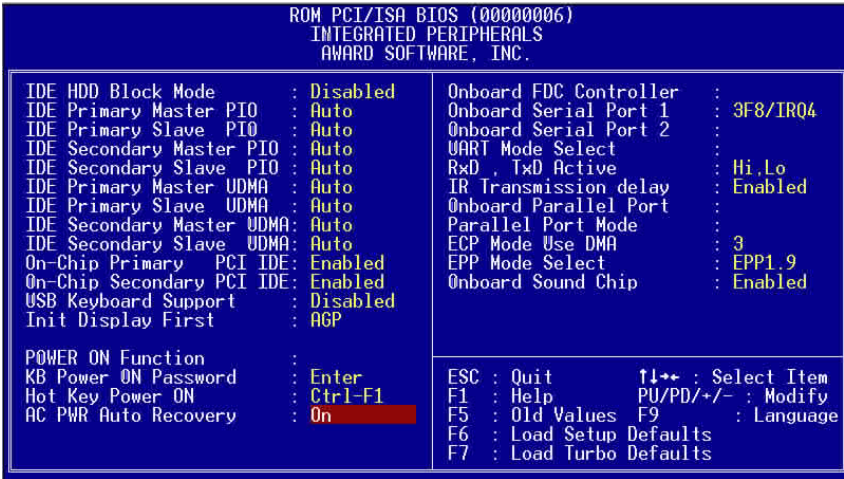 ROM PCI/ISA BIOS (00000006)
INTEGRATED PERIPHERALS
AWARD SOFTWARE, INC.
IDE HDD Block Mode : Disabled
IDE Primary Master PIO : Auto
IDE Primary Slave PIO : Auto
IDE Secondary Master PIO : Auto
IDE Secondary Slave PIO : Auto
IDE Primary Master UDMA : Auto
IDE Primary Slave UDMA : Auto
IDE Secondary Master UDMA: Auto
IDE Secondary Slave UDMA: Auto
On-Chip Primary PCI IDE: Enabled
On-Chip Secondary PCI IDE: Enabled
USB Keyboard Support : Disabled
Init Display First : AGP
POWER ON Function :
KB Power ON Password : Enter
Hot Key Power ON : Ctrl-F1
AC PWR Auto Recovery : On
Onboard FDC Controller :
Onboard Serial Port 1 : 3F8/IRQ4
Onboard Serial Port 2 :
UART Mode Select :
RxD , TxD Active : Hi,Lo
IR Transmission delay : Enabled
Onboard Parallel Port :
Parallel Port Mode :
ECP Mode Use DMA : 3
EPP Mode Select : EPP1.9
Onboard Sound Chip : Enabled
ESC : Quit ↑↓→← : Select Item
F1 : Help PU/PD/+/- : Modify
F5 : Old Values F9 : Language
F6 : Load Setup Defaults
F7 : Load Turbo Defaults